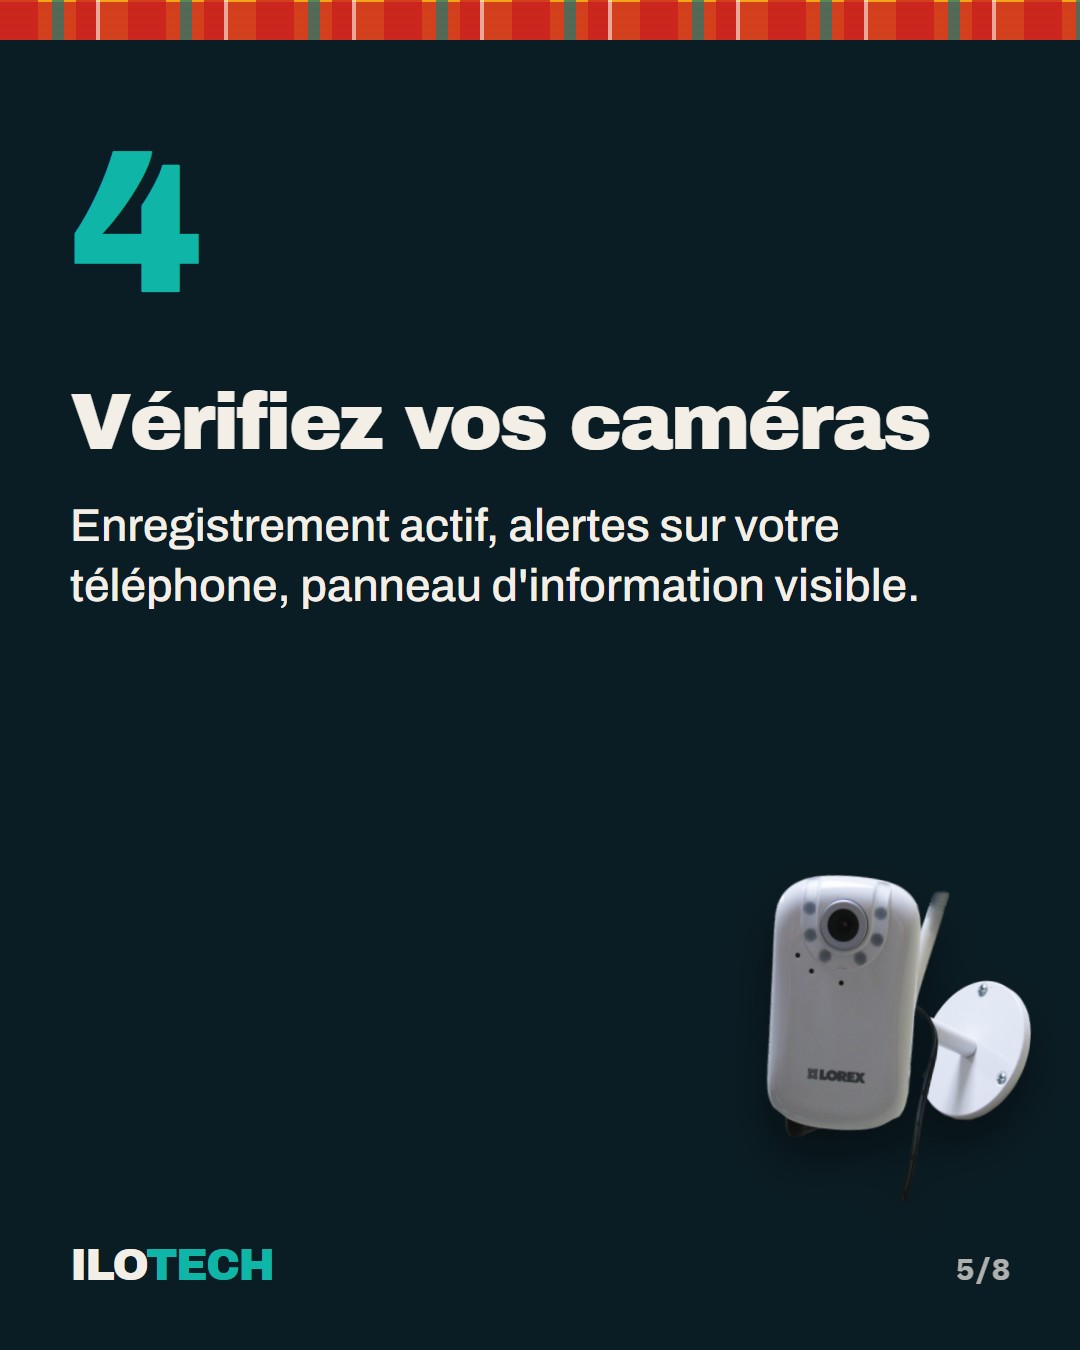 4
Vérifiez vos caméras
Enregistrement actif, alertes sur votre
téléphone, panneau d'information visible.
LOREX
ILOTECH
5/8